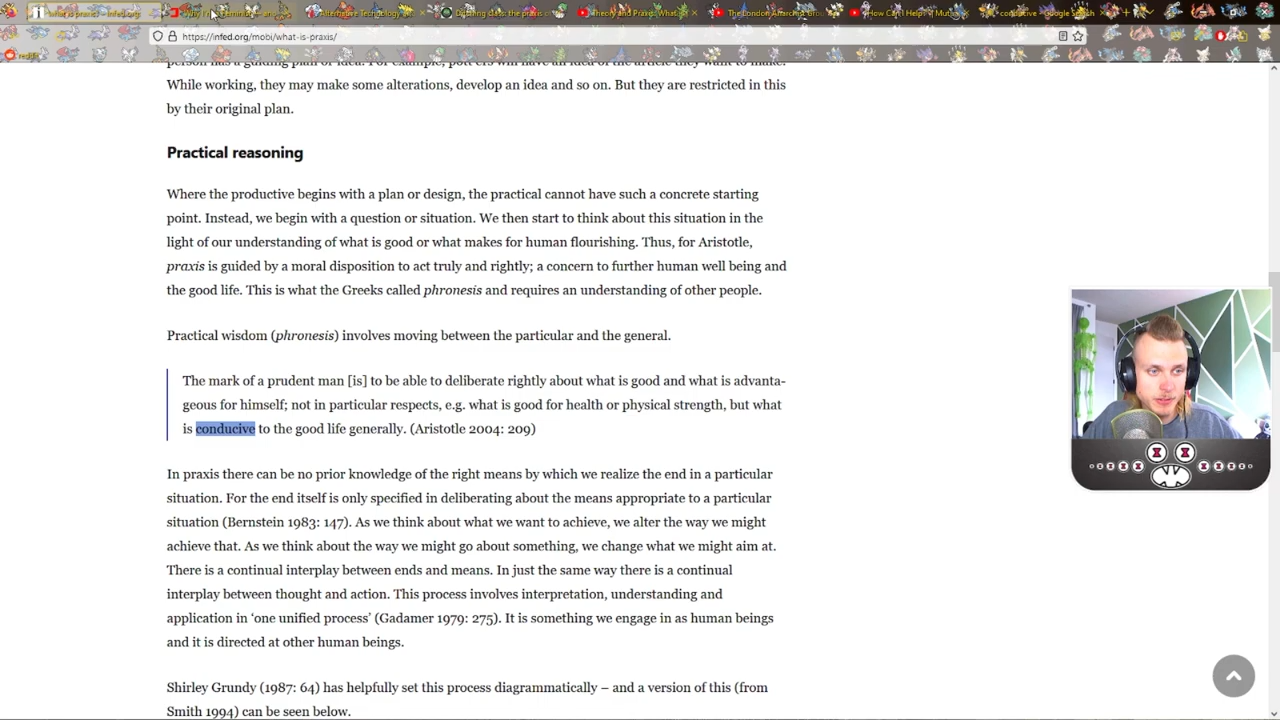 https://infed.org/mobi/what-is-praxis/
reddit
While working, they may make some alterations, develop an idea and so on. But they are restricted in this
by their original plan.
Practical reasoning
Where the productive begins with a plan or design, the practical cannot have such a concrete starting
point. Instead, we begin with a question or situation. We then start to think about this situation in the
light of our understanding of what is good or what makes for human flourishing. Thus, for Aristotle,
praxis is guided by a moral disposition to act truly and rightly; a concern to further human well being and
the good life. This is what the Greeks called phronesis and requires an understanding of other people.
Practical wisdom (phronesis) involves moving between the particular and the general.
The mark of a prudent man [is] to be able to deliberate rightly about what is good and what is advanta-
geous for himself; not in particular respects, e.g. what is good for health or physical strength, but what
is conducive to the good life generally. (Aristotle 2004: 209)
In praxis there can be no prior knowledge of the right means by which we realize the end in a particular
situation. For the end itself is only specified in deliberating about the means appropriate to a particular
situation (Bernstein 1983: 147). As we think about what we want to achieve, we alter the way we might
achieve that. As we think about the way we might go about something, we change what we might aim at.
There is a continual interplay between ends and means. In just the same way there is a continual
interplay between thought and action. This process involves interpretation, understanding and
application in ‘one unified process’ (Gadamer 1979: 275). It is something we engage in as human beings
and it is directed at other human beings.
Shirley Grundy (1987: 64) has helpfully set this process diagrammatically – and a version of this (from
Smith 1994) can be seen below.